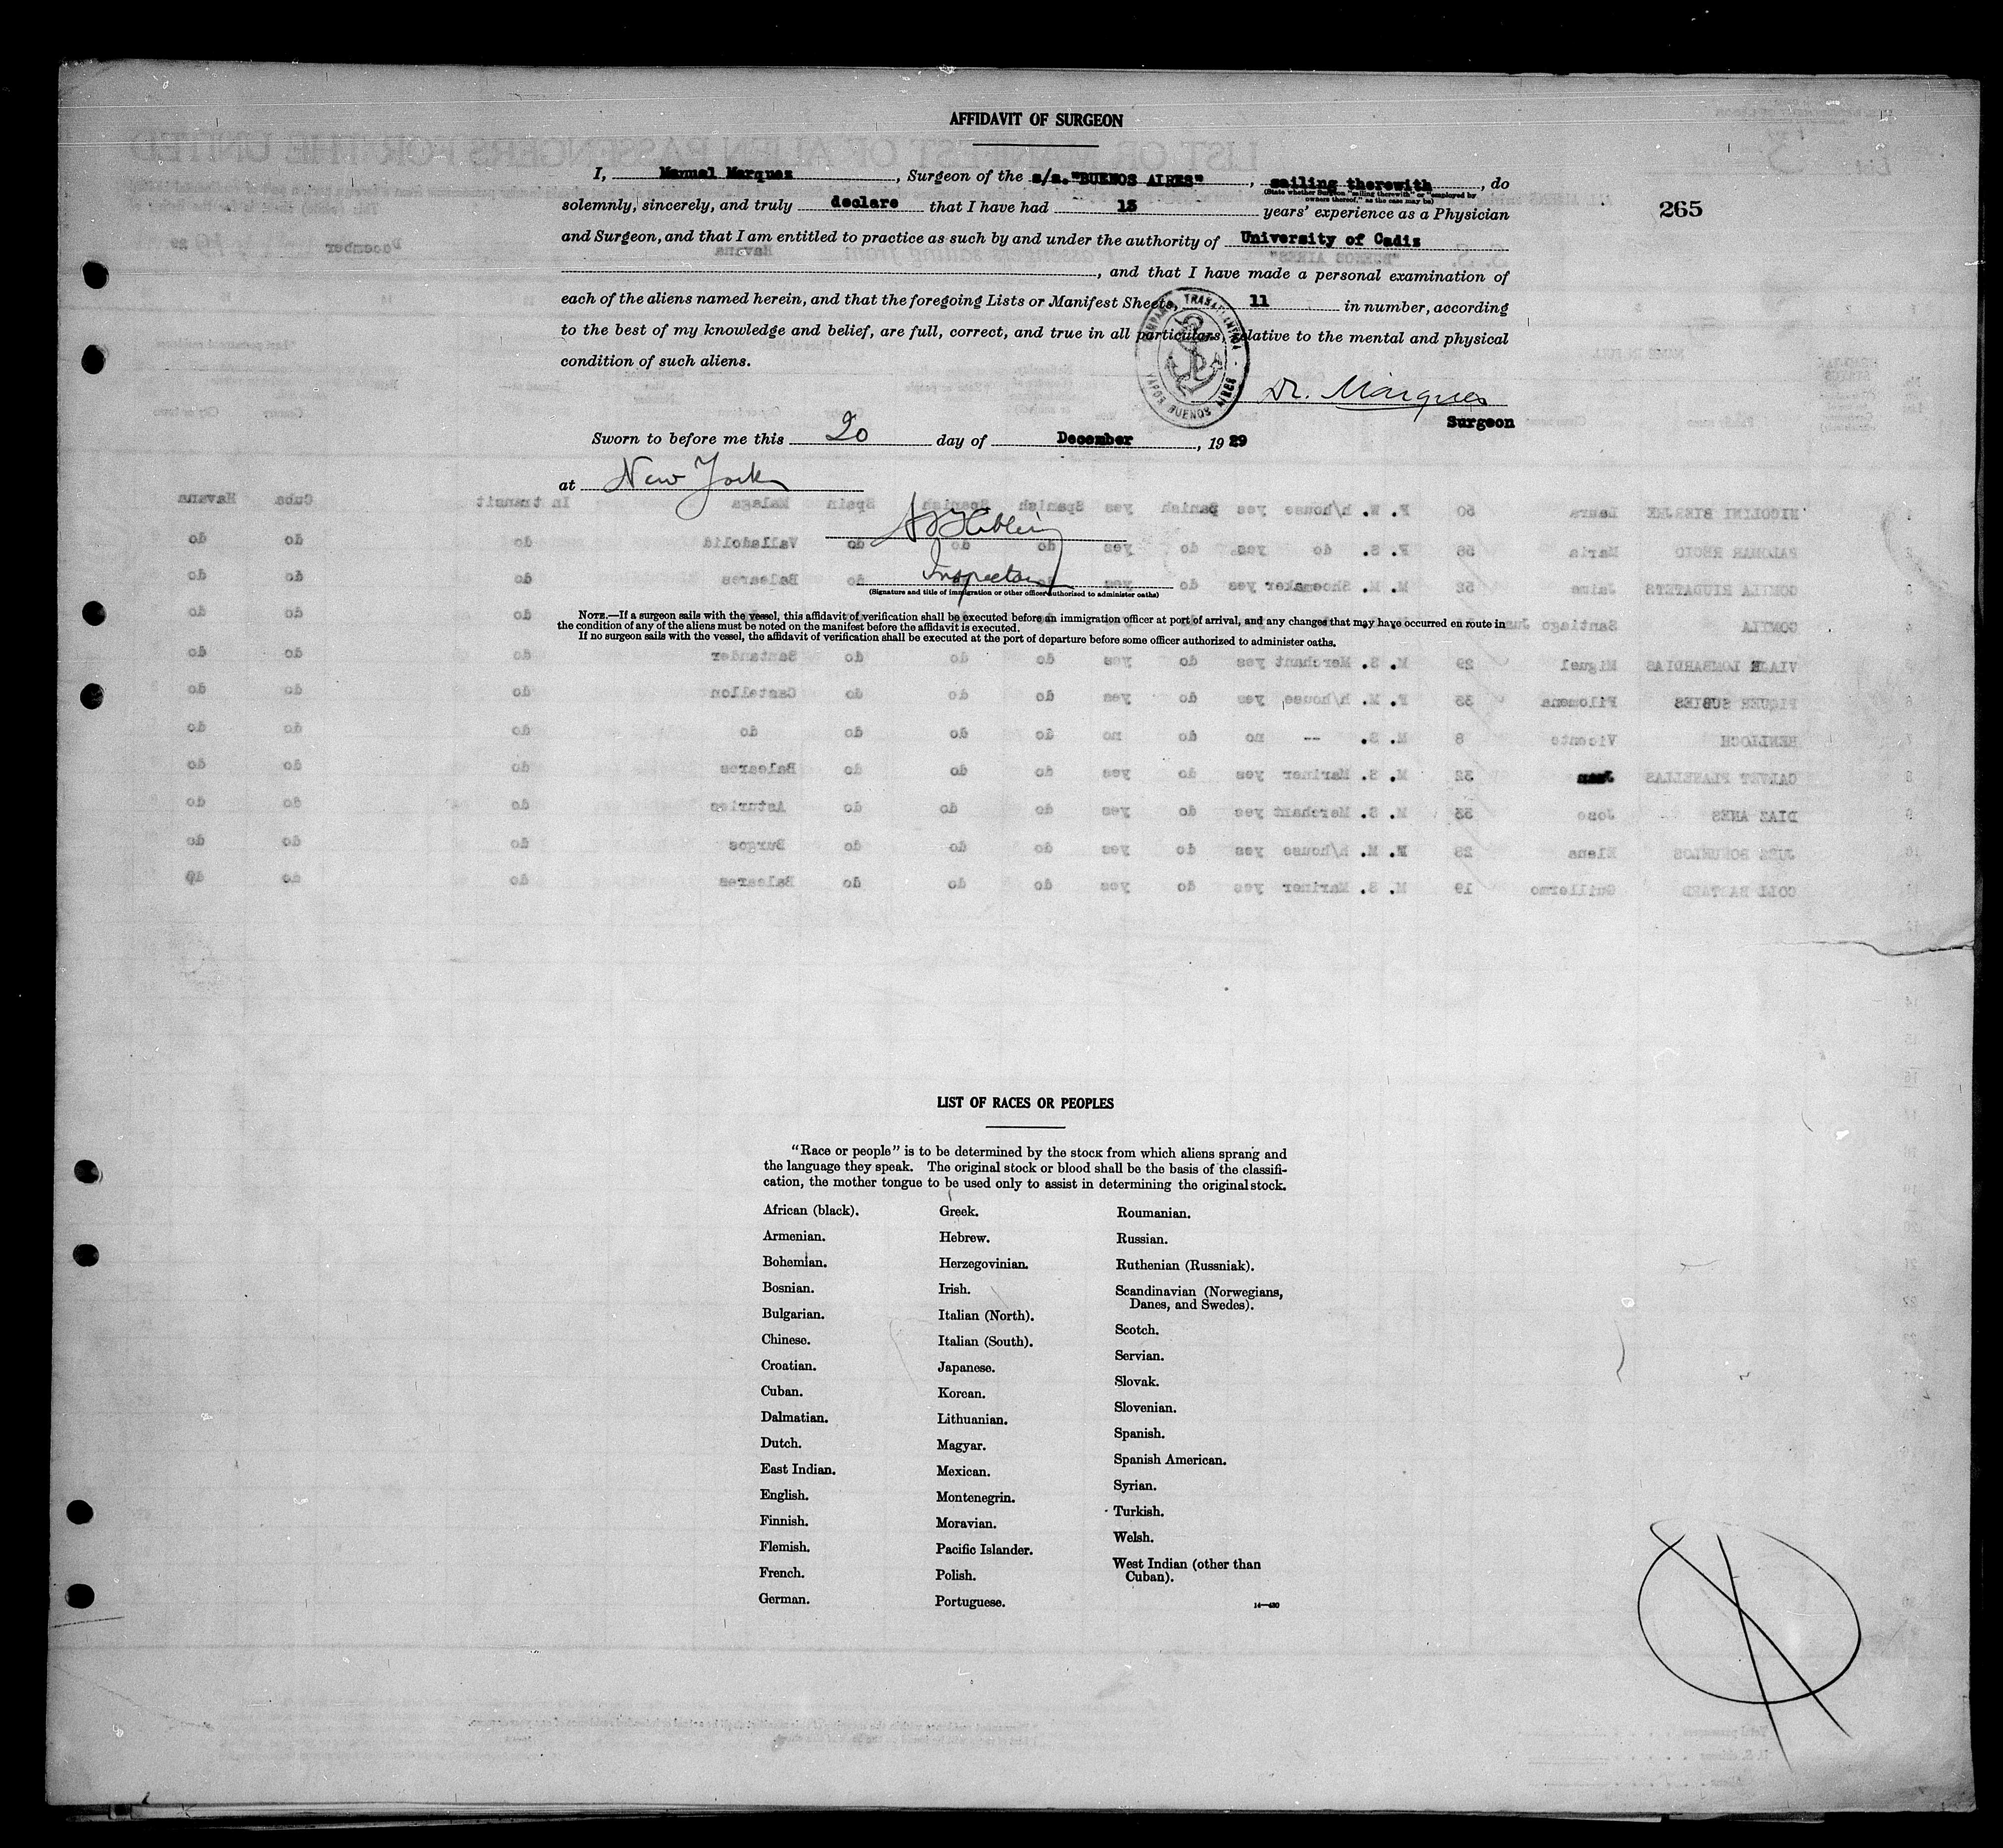 AFFIDAVIT OF SURGEON
I, Manuel Marquez, Surgeon of the s/s. "BUENOS AIRES", sailing therewith, do
(State whether Surgeon "sailing therewith" or "employed by
owners thereof," as the case may be)
solemnly, sincerely, and truly declare that I have had 13 years' experience as a Physician
265
and Surgeon, and that I am entitled to practice as such by and under the authority of University of Cadiz
, and that I have made a personal examination of
each of the aliens named herein, and that the foregoing Lists or Manifest Sheets, 11 in number, according
to the best of my knowledge and belief, are full, correct, and true in all particulars, relative to the mental and physical
condition of such aliens.
VAPOR BUENOS AIRES
Dr. Marques
Surgeon
Sworn to before me this 20 day of December, 1929
at New York
Inspector
(Signature and title of immigration or other officer authorized to administer oaths)
NOTE.—If a surgeon sails with the vessel, this affidavit of verification shall be executed before an immigration officer at port of arrival, and any changes that may have occurred en route in
the condition of any of the aliens must be noted on the manifest before the affidavit is executed.
If no surgeon sails with the vessel, the affidavit of verification shall be executed at the port of departure before some officer authorized to administer oaths.
LIST OF RACES OR PEOPLES
"Race or people" is to be determined by the stock from which aliens sprang and
the language they speak. The original stock or blood shall be the basis of the classifi-
cation, the mother tongue to be used only to assist in determining the original stock.
African (black).
Armenian.
Bohemian.
Bosnian.
Bulgarian.
Chinese.
Croatian.
Cuban.
Dalmatian.
Dutch.
East Indian.
English.
Finnish.
Flemish.
French.
German.
Greek.
Hebrew.
Herzegovinian.
Irish.
Italian (North).
Italian (South).
Japanese.
Korean.
Lithuanian.
Magyar.
Mexican.
Montenegrin.
Moravian.
Pacific Islander.
Polish.
Portuguese.
Roumanian.
Russian.
Ruthenian (Russniak).
Scandinavian (Norwegians,
Danes, and Swedes).
Scotch.
Servian.
Slovak.
Slovenian.
Spanish.
Spanish American.
Syrian.
Turkish.
Welsh.
West Indian (other than
Cuban).
14—430